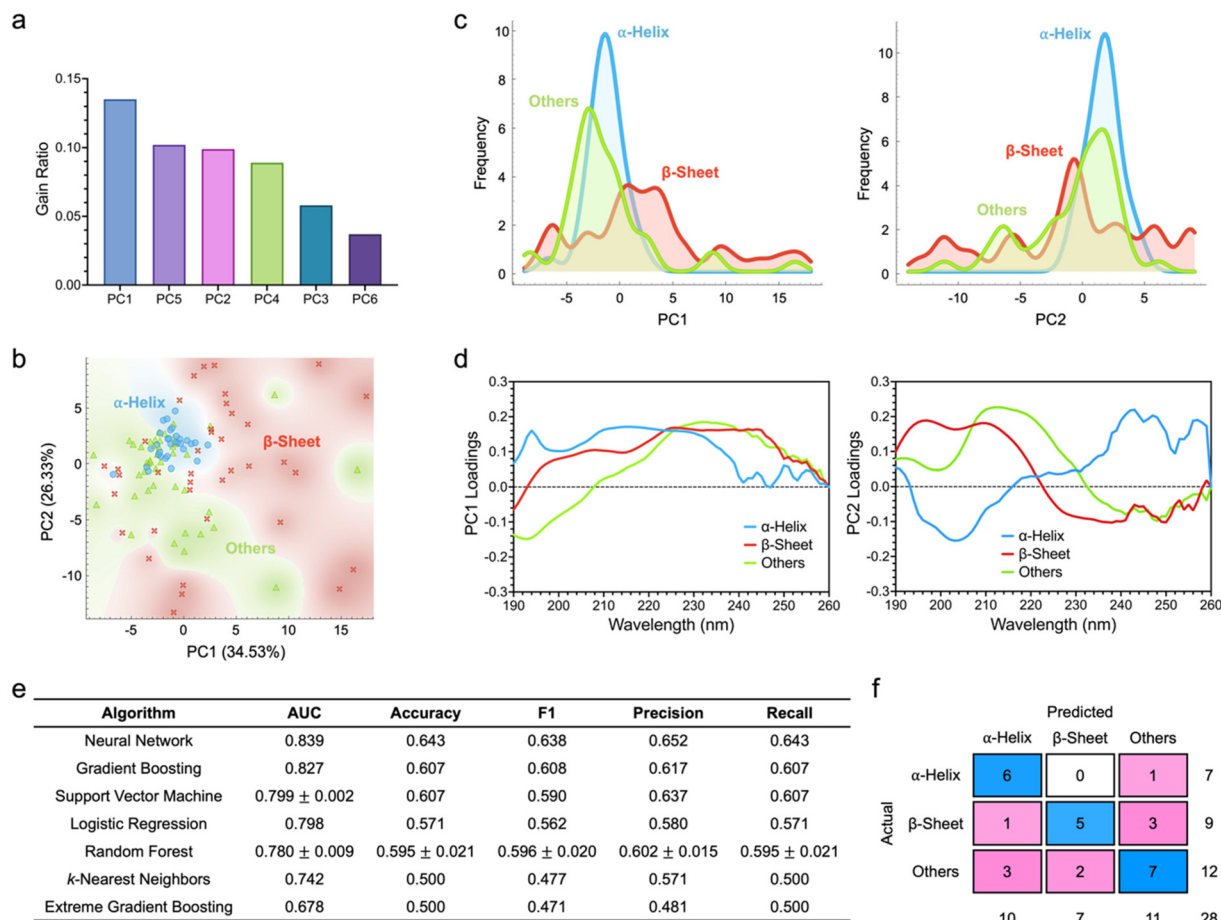 a
0.15
0.10
0.05
0.00
Gain Ratio
PC1 PC5 PC2 PC4 PC3 PC6
b
5
0
-5
-10
PC2 (26.33%)
α-Helix
β-Sheet
Others
-5 0 5 10 15
PC1 (34.53%)
c
10
8
6
4
2
0
Frequency
α-Helix
Others
β-Sheet
-5 0 5 10 15
PC1
10
8
6
4
2
0
Frequency
α-Helix
β-Sheet
Others
-10 -5 0 5
PC2
d
0.3
0.2
0.1
0.0
-0.1
-0.2
-0.3
PC1 Loadings
α-Helix
β-Sheet
Others
190 200 210 220 230 240 250 260
Wavelength (nm)
0.3
0.2
0.1
0.0
-0.1
-0.2
-0.3
PC2 Loadings
α-Helix
β-Sheet
Others
190 200 210 220 230 240 250 260
Wavelength (nm)
e
Algorithm AUC Accuracy F1 Precision Recall
Neural Network 0.839 0.643 0.638 0.652 0.643
Gradient Boosting 0.827 0.607 0.608 0.617 0.607
Support Vector Machine 0.799 ± 0.002 0.607 0.590 0.637 0.607
Logistic Regression 0.798 0.571 0.562 0.580 0.571
Random Forest 0.780 ± 0.009 0.595 ± 0.021 0.596 ± 0.020 0.602 ± 0.015 0.595 ± 0.021
k-Nearest Neighbors 0.742 0.500 0.477 0.571 0.500
Extreme Gradient Boosting 0.678 0.500 0.471 0.481 0.500
f
Predicted
α-Helix β-Sheet Others
Actual
α-Helix 6 0 1 7
β-Sheet 1 5 3 9
Others 3 2 7 12
10 7 11 28